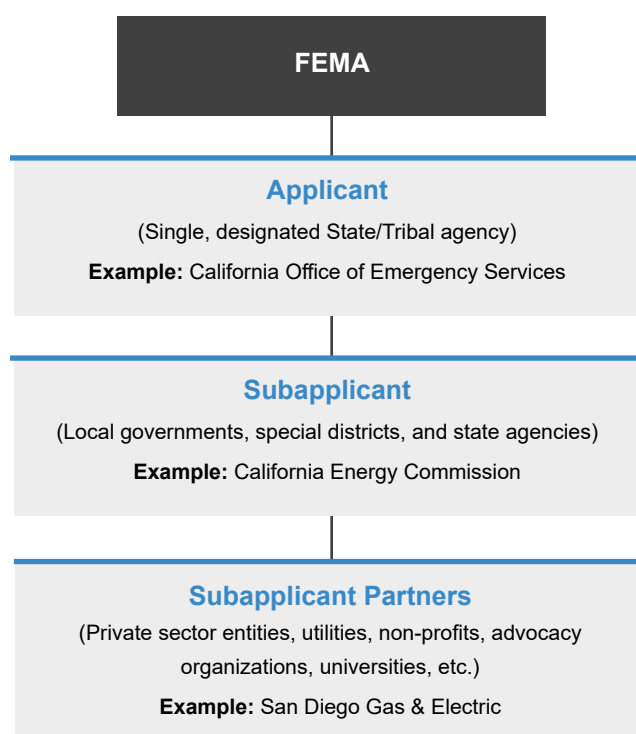 FEMA
Applicant
(Single, designated State/Tribal agency)
Example: California Office of Emergency Services
Subapplicant
(Local governments, special districts, and state agencies)
Example: California Energy Commission
Subapplicant Partners
(Private sector entities, utilities, non-profits, advocacy
organizations, universities, etc.)
Example: San Diego Gas & Electric